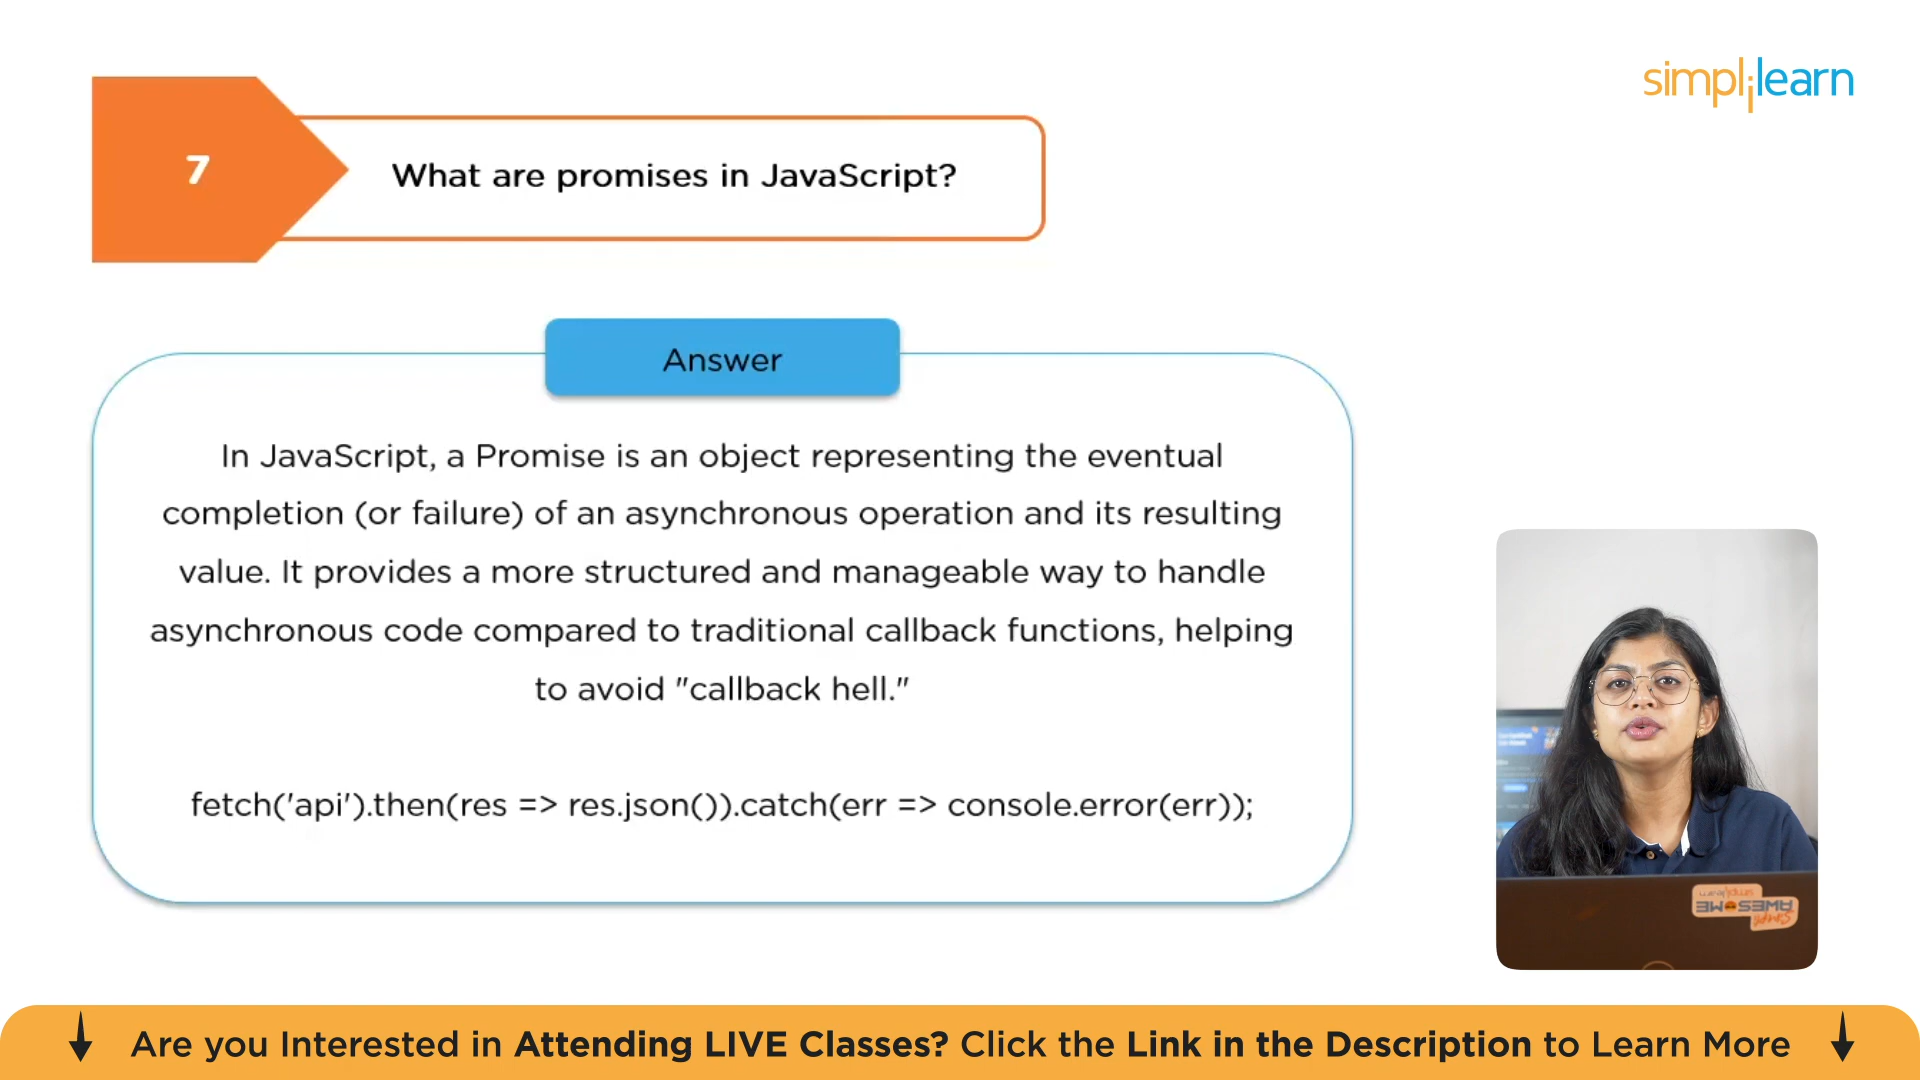 simplilearn
7
What are promises in JavaScript?
Answer
In JavaScript, a Promise is an object representing the eventual
completion (or failure) of an asynchronous operation and its resulting
value. It provides a more structured and manageable way to handle
asynchronous code compared to traditional callback functions, helping
to avoid "callback hell."
fetch('api').then(res => res.json()).catch(err => console.error(err));
simplilearn
AWESOME
Simpli
Are you Interested in Attending LIVE Classes? Click the Link in the Description to Learn More